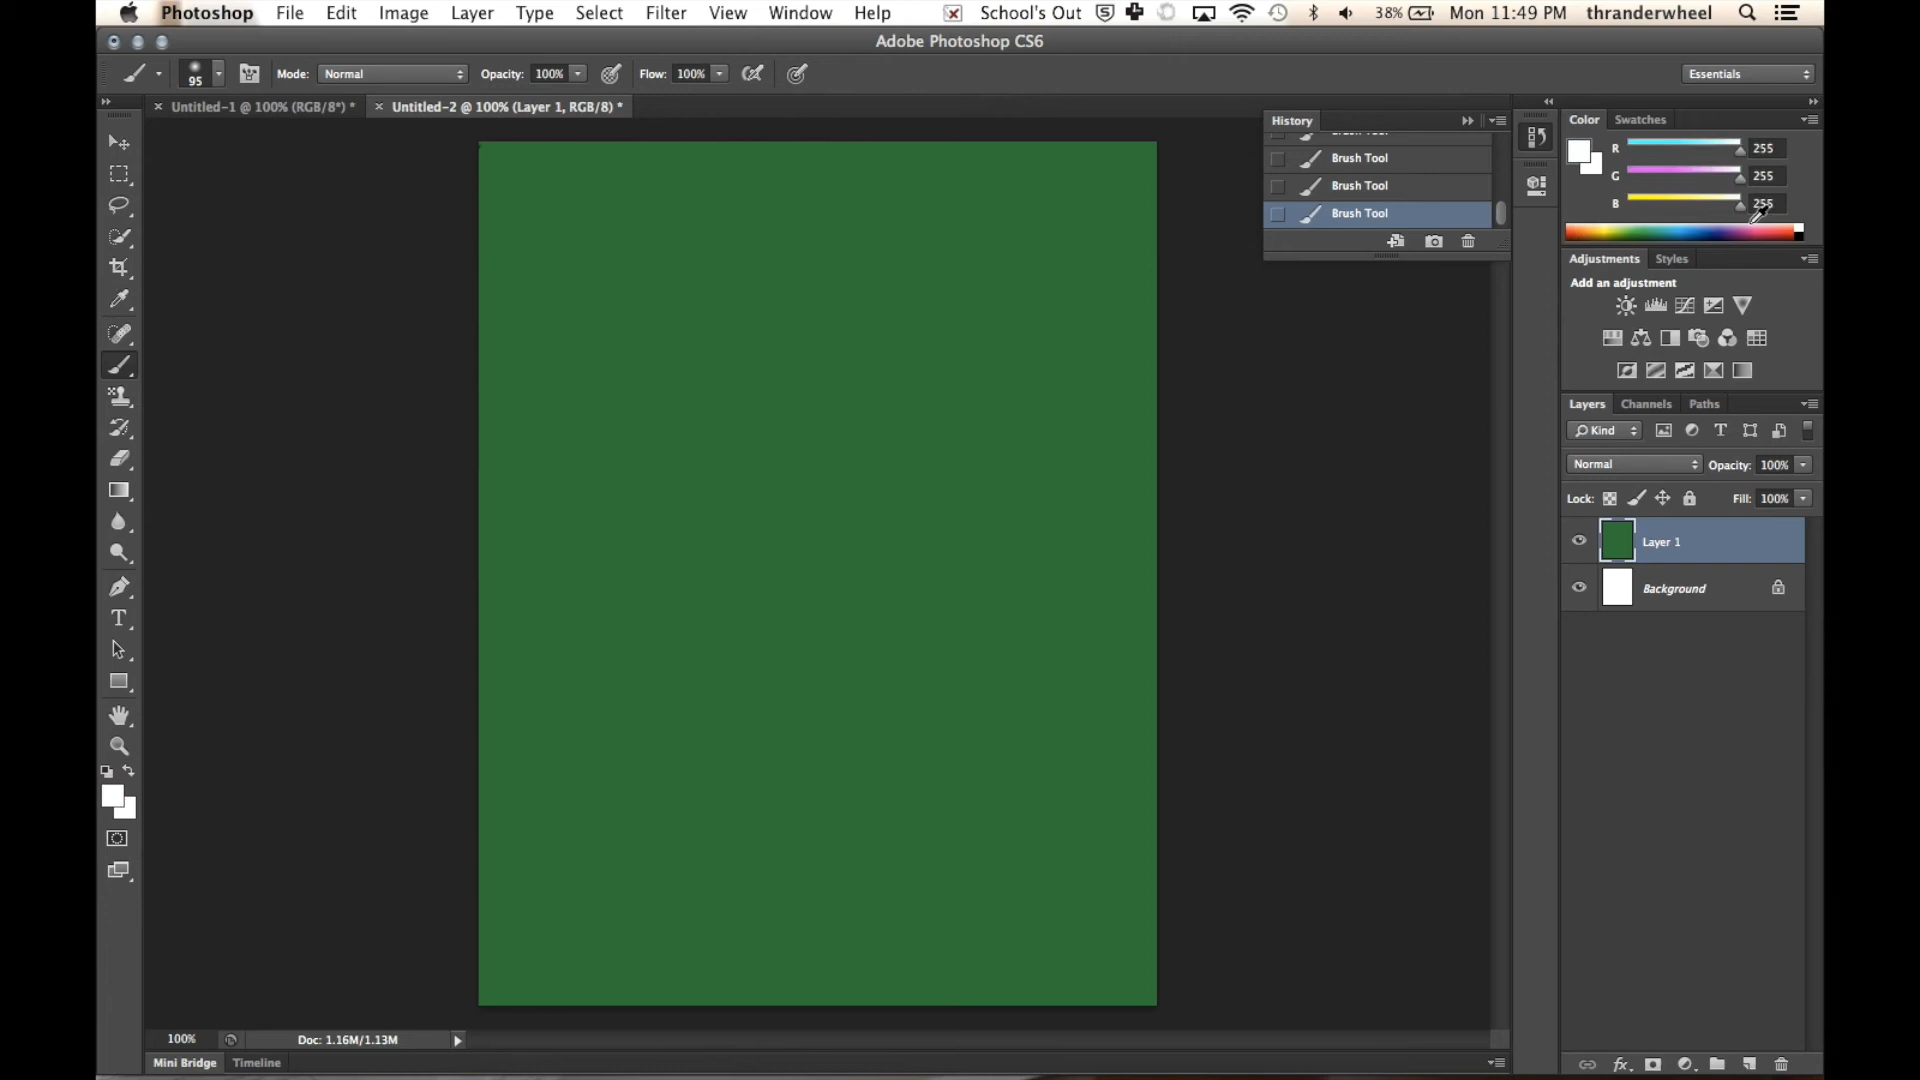 Photoshop File Edit Image Layer Type Select Filter View Window Help School's Out 38% Mon 11:49 PM thranderwheel
Adobe Photoshop CS6
95 Mode: Normal Opacity: 100% Flow: 100% Essentials
Untitled-1 @ 100% (RGB/8*) * Untitled-2 @ 100% (Layer 1, RGB/8) *
History
Brush Tool
Brush Tool
Brush Tool
Brush Tool
Color Swatches
R 255
G 255
B 255
Adjustments Styles
Add an adjustment
Layers Channels Paths
Kind
Normal Opacity: 100%
Lock: Fill: 100%
Layer 1
Background
100% Doc: 1.16M/1.13M
Mini Bridge Timeline